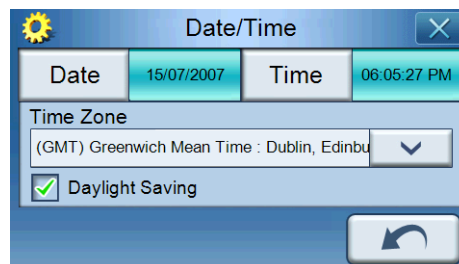 Date/Time
Date 15/07/2007 Time 06:05:27 PM
Time Zone
(GMT) Greenwich Mean Time : Dublin, Edinbu
Daylight Saving